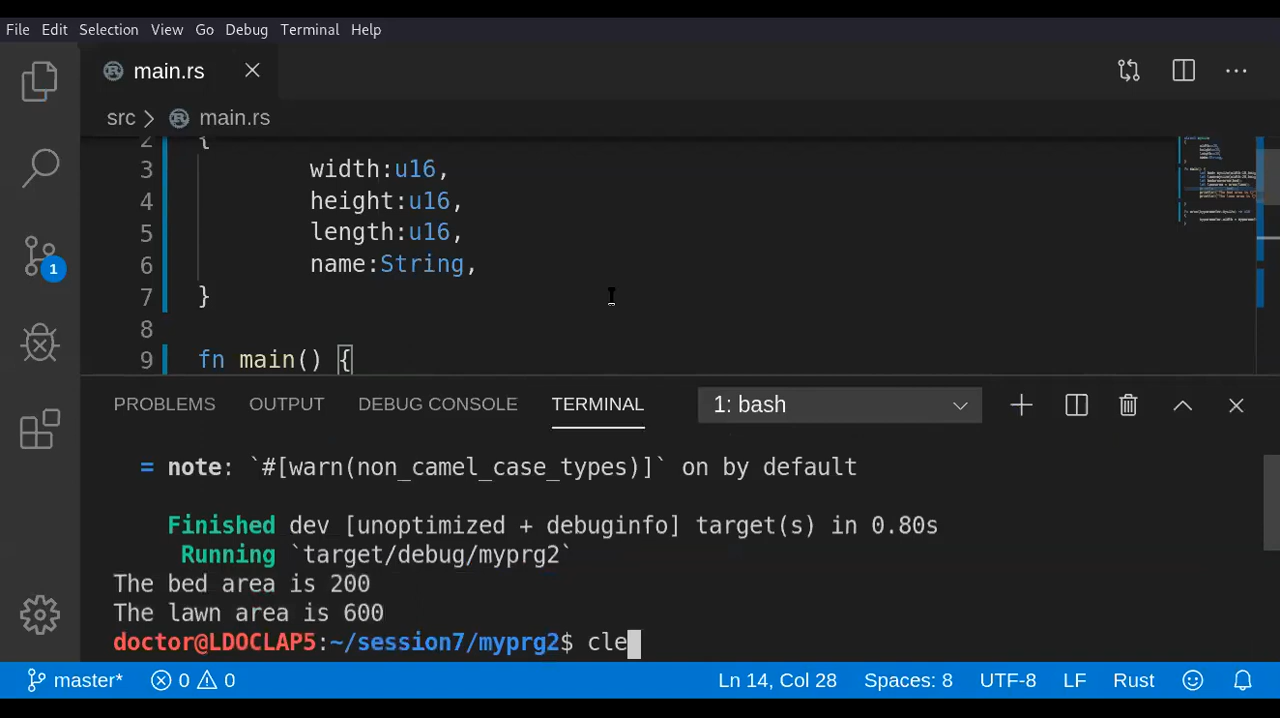 File Edit Selection View Go Debug Terminal Help
main.rs
src > main.rs
2 {
3 width:u16,
4 height:u16,
5 length:u16,
6 name:String,
7 }
8
9 fn main() {
PROBLEMS OUTPUT DEBUG CONSOLE TERMINAL 1: bash
= note: `#[warn(non_camel_case_types)]` on by default
Finished dev [unoptimized + debuginfo] target(s) in 0.80s
Running `target/debug/myprg2`
The bed area is 200
The lawn area is 600
doctor@LDOCLAP5:~/session7/myprg2$ cle
1
master* 0 0 Ln 14, Col 28 Spaces: 8 UTF-8 LF Rust